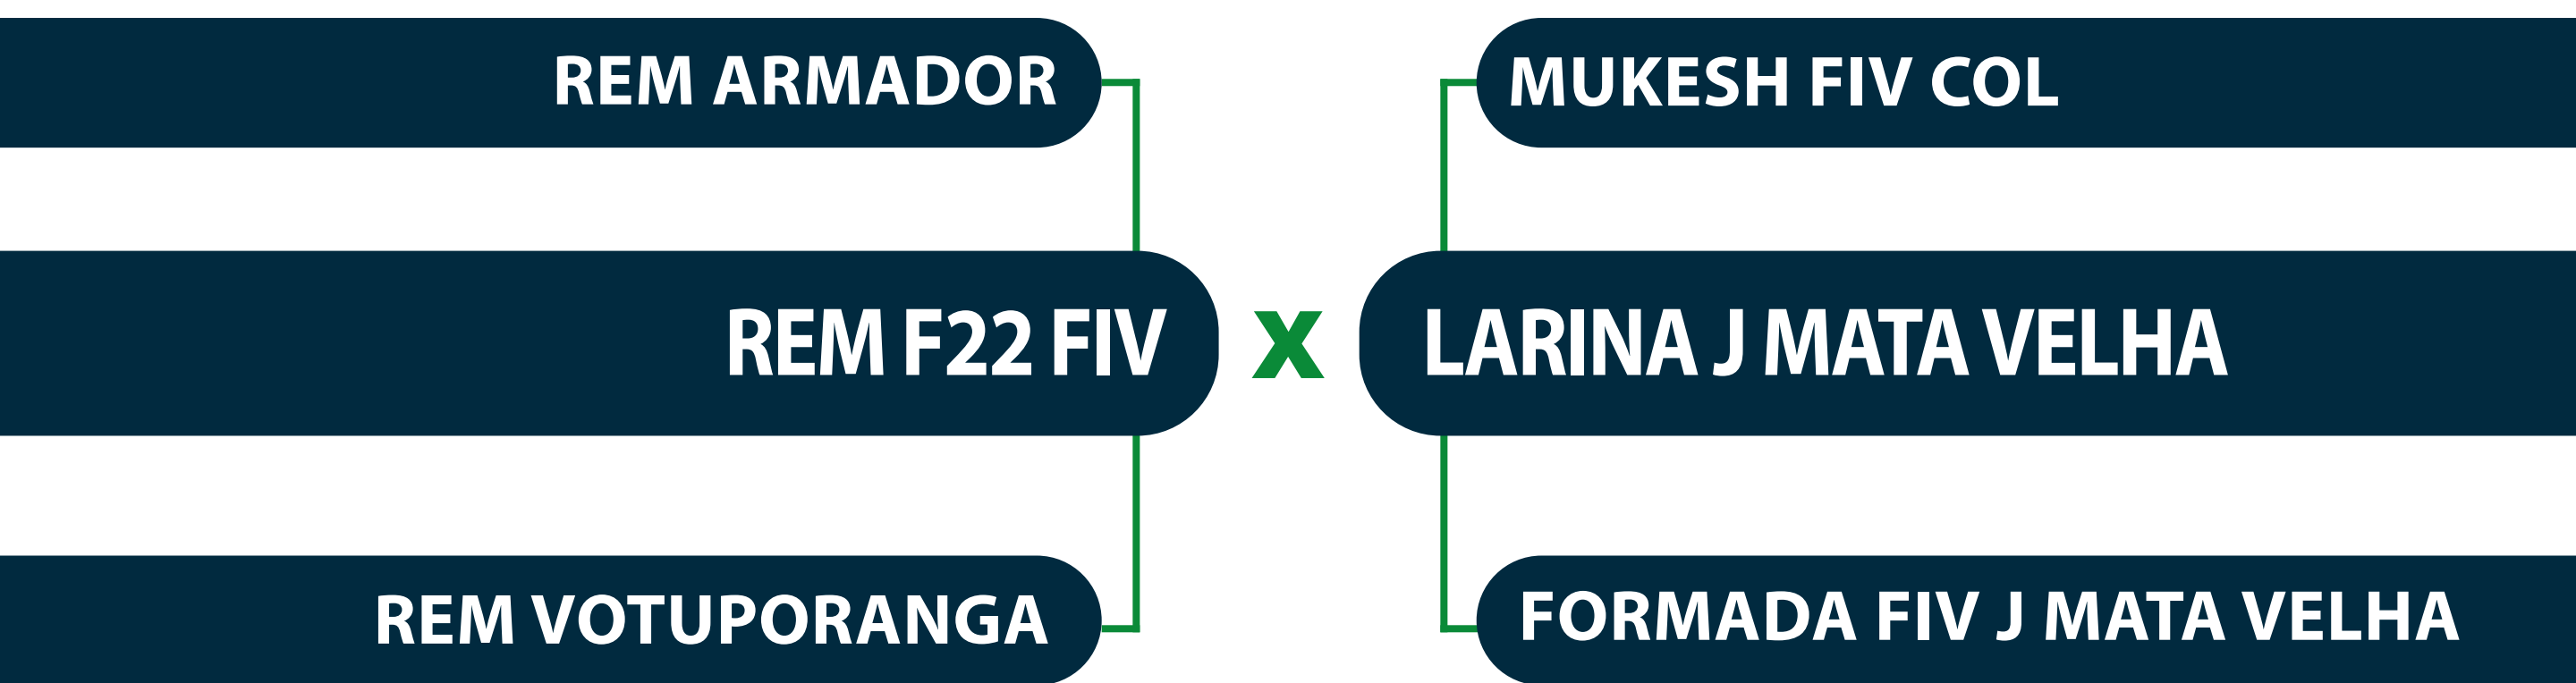 REM ARMADOR
MUKESH FIV COL
REM F22 FIV
X
LARINA J MATA VELHA
REM VOTUPORANGA
FORMADA FIV J MATA VELHA